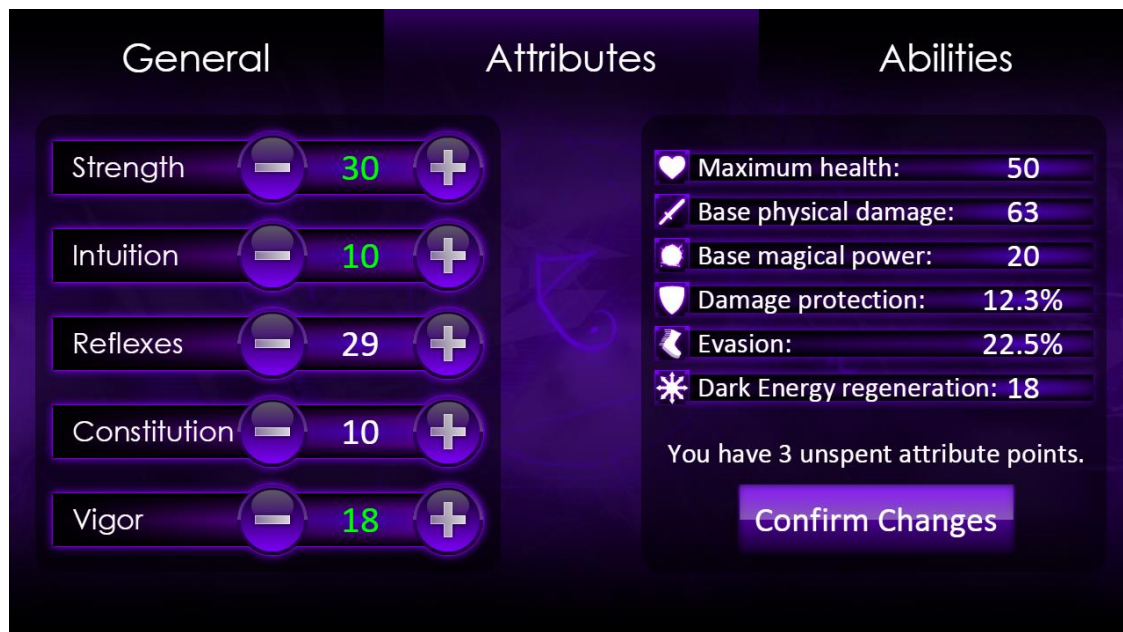 General Attributes Abilities
Strength 30
Intuition 10
Reflexes 29
Constitution 10
Vigor 18
Maximum health: 50
Base physical damage: 63
Base magical power: 20
Damage protection: 12.3%
Evasion: 22.5%
Dark Energy regeneration: 18
You have 3 unspent attribute points.
Confirm Changes